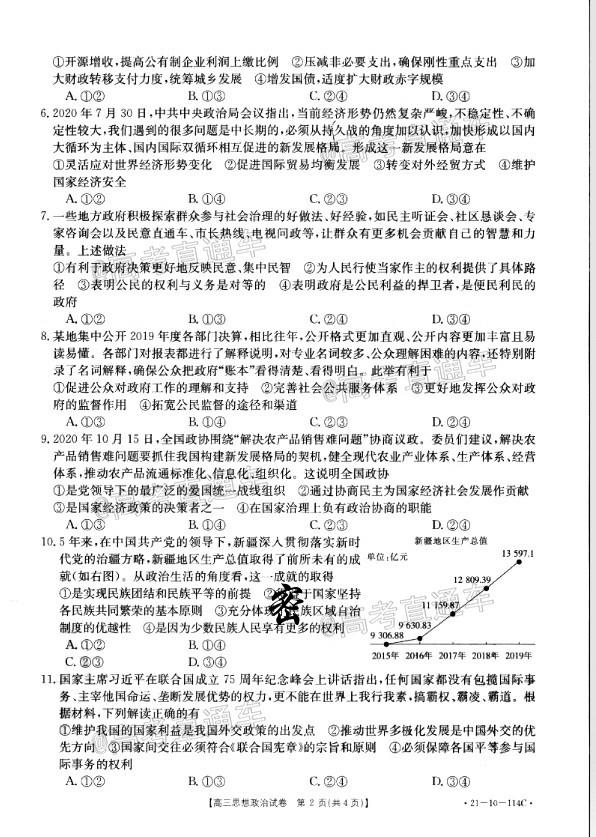 ①开源增收,提高公有制企业利润上缴比例　②压减非必要支出,确保刚性重点支出　③加
大财政转移支付力度,统筹城乡发展　④增发国债,适度扩大财政赤字规模
A.①②　B.①③　C.②④　D.③④
6.2020年7月30日,中共中央政治局会议指出,当前经济形势仍然复杂严峻,不稳定性、不确
定性较大,我们遇到的很多问题是中长期的,必须从持久战的角度加以认识,加快形成以国内
大循环为主体、国内国际双循环相互促进的新发展格局。形成这一新发展格局意在
①灵活应对世界经济形势变化　②促进国际贸易均衡发展　③转变对外经贸方式　④维护
国家经济安全
A.①②　B.①④　C.②③　D.③④
7.一些地方政府积极探索群众参与社会治理的好做法、好经验,如民主听证会、社区恳谈会、专
家咨询会以及民意直通车、市长热线、电视问政等,让群众有更多机会贡献自己的智慧和力
量。上述做法
①有利于政府决策更好地反映民意、集中民智　②为人民行使当家作主的权利提供了具体路
径　③表明公民的权利与义务是对等的　④表明政府是公民利益的捍卫者,是便民利民的
政府
A.①②　B.①③　C.②④　D.③④
8.某地集中公开2019年度各部门决算,相比往年,公开格式更加直观、公开内容更加丰富且易
读易懂。各部门对报表都进行了解释说明,对专业名词较多、公众理解困难的内容,还特别附
录了名词解释,确保公众把政府“账本”看得清楚、看得明白。此举有利于
①促进公众对政府工作的理解和支持　②完善社会公共服务体系　③更好地发挥公众对政
府的监督作用　④拓宽公民监督的途径和渠道
A.①③　B.①④　C.②③　D.②④
9.2020年10月15日,全国政协围绕“解决农产品销售难问题”协商议政。委员们建议,解决农
产品销售难问题要抓住我国构建新发展格局的契机,健全现代农业产业体系、生产体系、经营
体系,推动农产品流通标准化、信息化、组织化。这说明全国政协
①是党领导下的最广泛的爱国统一战线组织　②通过协商民主为国家经济社会发展作贡献
③是国家经济政策的决策者之一　④在国家治理上负有政治协商的职能
A.①③　B.①④　C.②③　D.②④
10.5年来,在中国共产党的领导下,新疆深入贯彻落实新时
代党的治疆方略,新疆地区生产总值取得了前所未有的成
就(如右图)。从政治生活的角度看,这一成就的取得
①是实现民族团结和民族平等的前提　②于国家坚持
各民族共同繁荣的基本原则　③充分体民族区域自治
制度的优越性　④是因为少数民族人民享有更多的权利
A.①②　B.①④
C.②③　D.③④
密
新疆地区生产总值
单位:亿元
13 597.1
12 809.39
11 159.87
9 630.83
9 306.88
2015年　2016年　2017年　2018年　2019年
11.国家主席习近平在联合国成立75周年纪念峰会上讲话指出,任何国家都没有包揽国际事
务、主宰他国命运、垄断发展优势的权力,更不能在世界上我行我素,搞霸权、霸凌、霸道。根
据材料,下列解读正确的有
①维护我国的国家利益是我国外交政策的出发点　②推动世界多极化发展是中国外交的优
先方向　③国家间交往必须符合《联合国宪章》的宗旨和原则　④必须保障各国平等参与国
际事务的权利
A.①②　B.①③　C.②④　D.③④
【高三思想政治试卷　第2页(共4页)】
·21-10-114C·
@高考直通车